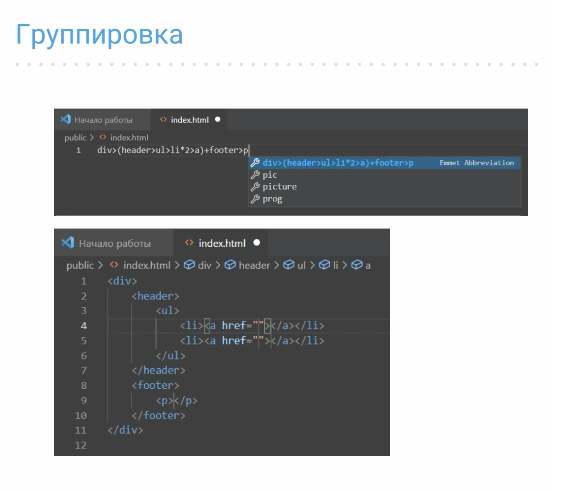 Группировка
Начало работы
index.html
public > index.html
1 div>(header>ul>li*2>a)+footer>p
div>(header>ul>li*2>a)+footer>p Emmet Abbreviation
pic
picture
prog
Начало работы
index.html
public > index.html > div > header > ul > li > a
1 <div>
2 <header>
3 <ul>
4 <li><a href=""></a></li>
5 <li><a href=""></a></li>
6 </ul>
7 </header>
8 <footer>
9 <p></p>
10 </footer>
11 </div>
12